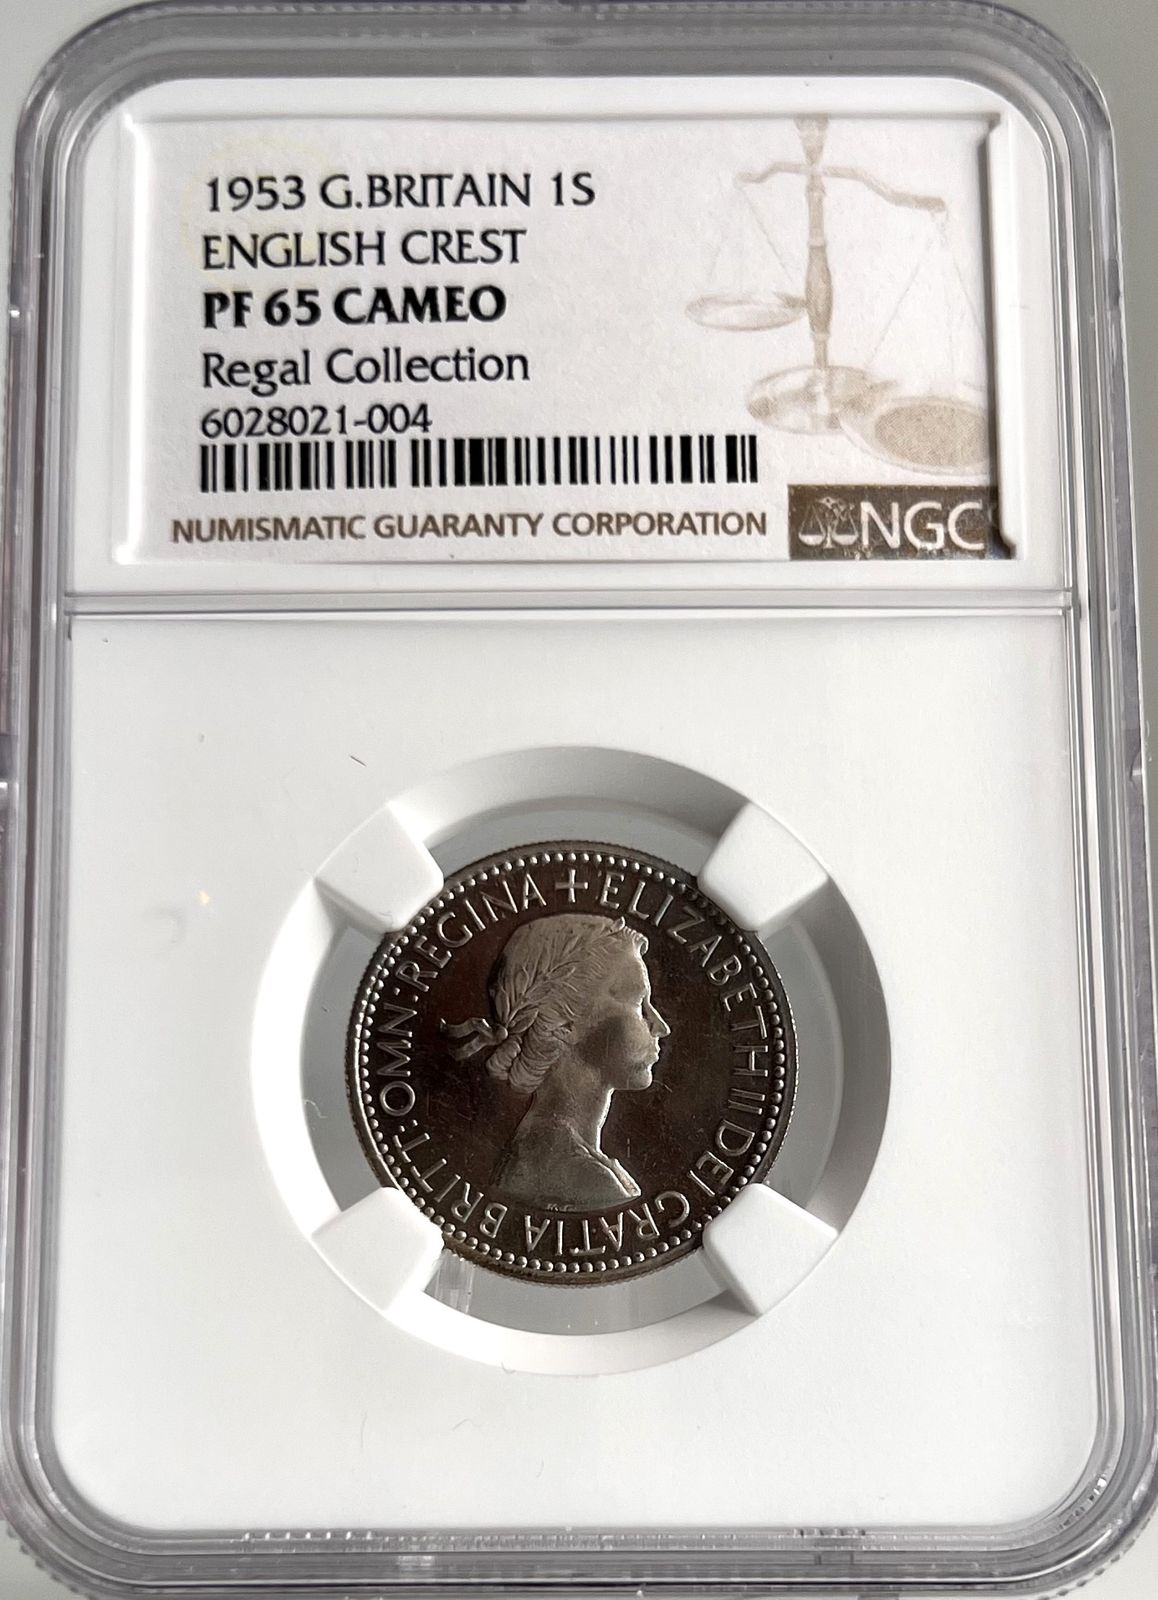 1953 G.BRITAIN 1S
ENGLISH CREST
PF 65 CAMEO
Regal Collection
6028021-004
NUMISMATIC GUARANTY CORPORATION
NGC
+ ELIZABETH II DEI GRATIA BRITT:OMN:REGINA